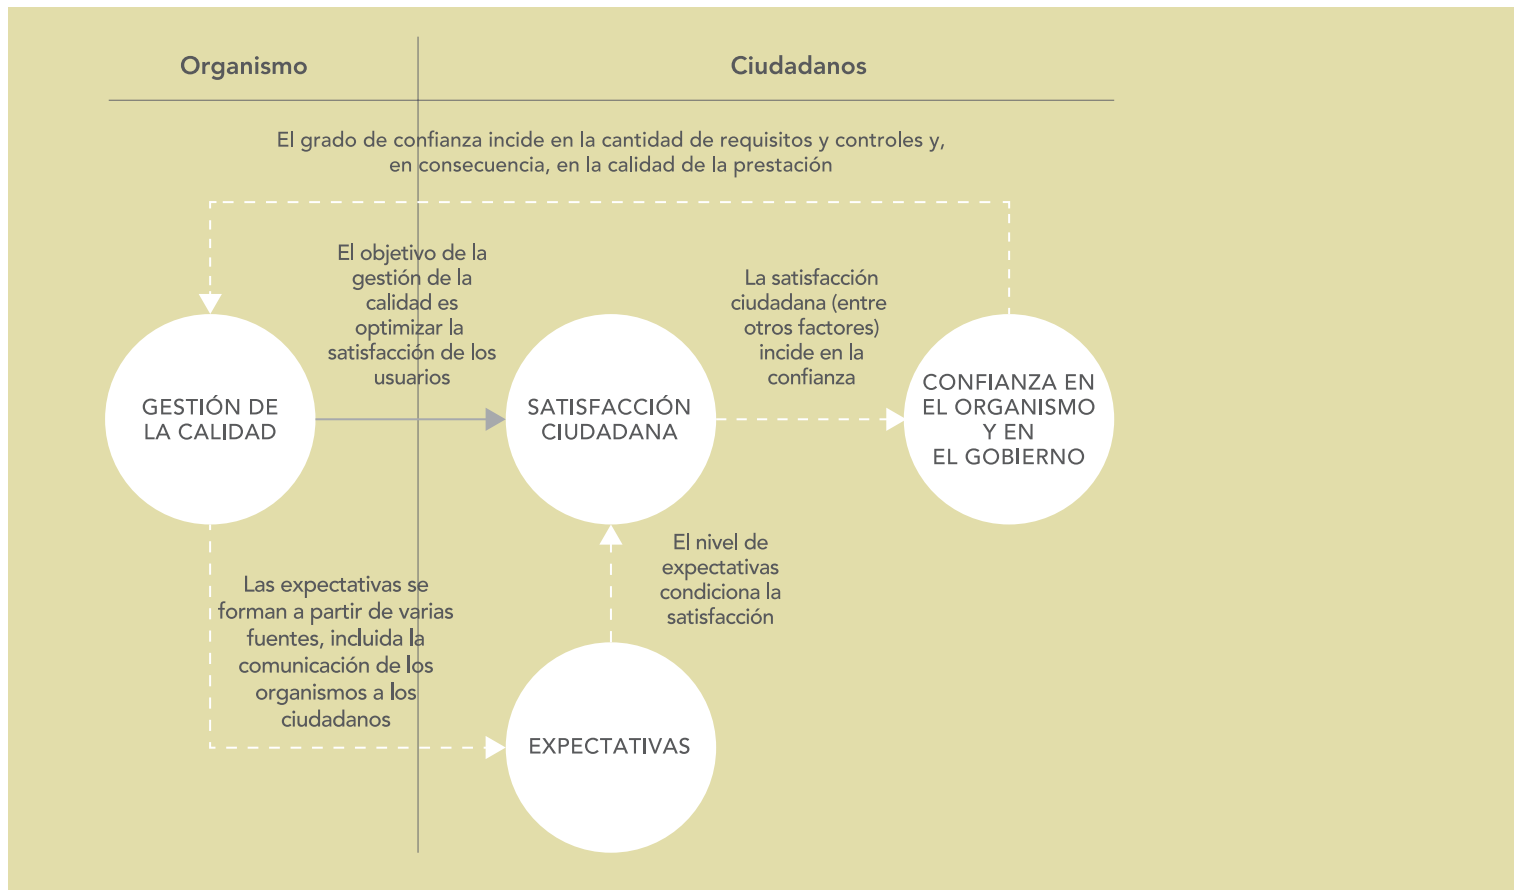 Organismo
Ciudadanos
El grado de confianza incide en la cantidad de requisitos y controles y,
en consecuencia, en la calidad de la prestación
El objetivo de la
gestión de la
calidad es
optimizar la
satisfacción de los
usuarios
La satisfacción
ciudadana (entre
otros factores)
incide en la
confianza
GESTIÓN DE
LA CALIDAD
SATISFACCIÓN
CIUDADANA
CONFIANZA EN
EL ORGANISMO
Y EN
EL GOBIERNO
Las expectativas se
forman a partir de varias
fuentes, incluida la
comunicación de los
organismos a los
ciudadanos
El nivel de
expectativas
condiciona la
satisfacción
EXPECTATIVAS